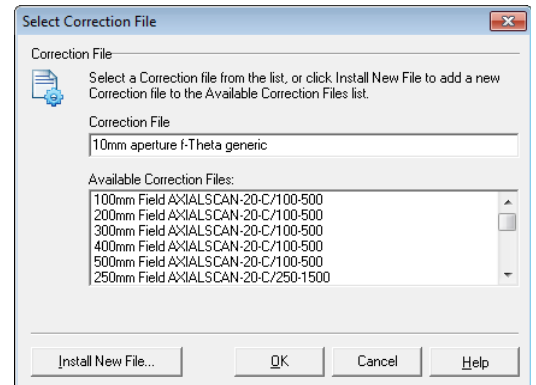 Select Correction File
Correction File
Select a Correction file from the list, or click Install New File to add a new
Correction file to the Available Correction Files list.
Correction File
10mm aperture f-Theta generic
Available Correction Files:
100mm Field AXIALSCAN-20-C/100-500
200mm Field AXIALSCAN-20-C/100-500
300mm Field AXIALSCAN-20-C/100-500
400mm Field AXIALSCAN-20-C/100-500
500mm Field AXIALSCAN-20-C/100-500
250mm Field AXIALSCAN-20-C/250-1500
Install New File... OK Cancel Help